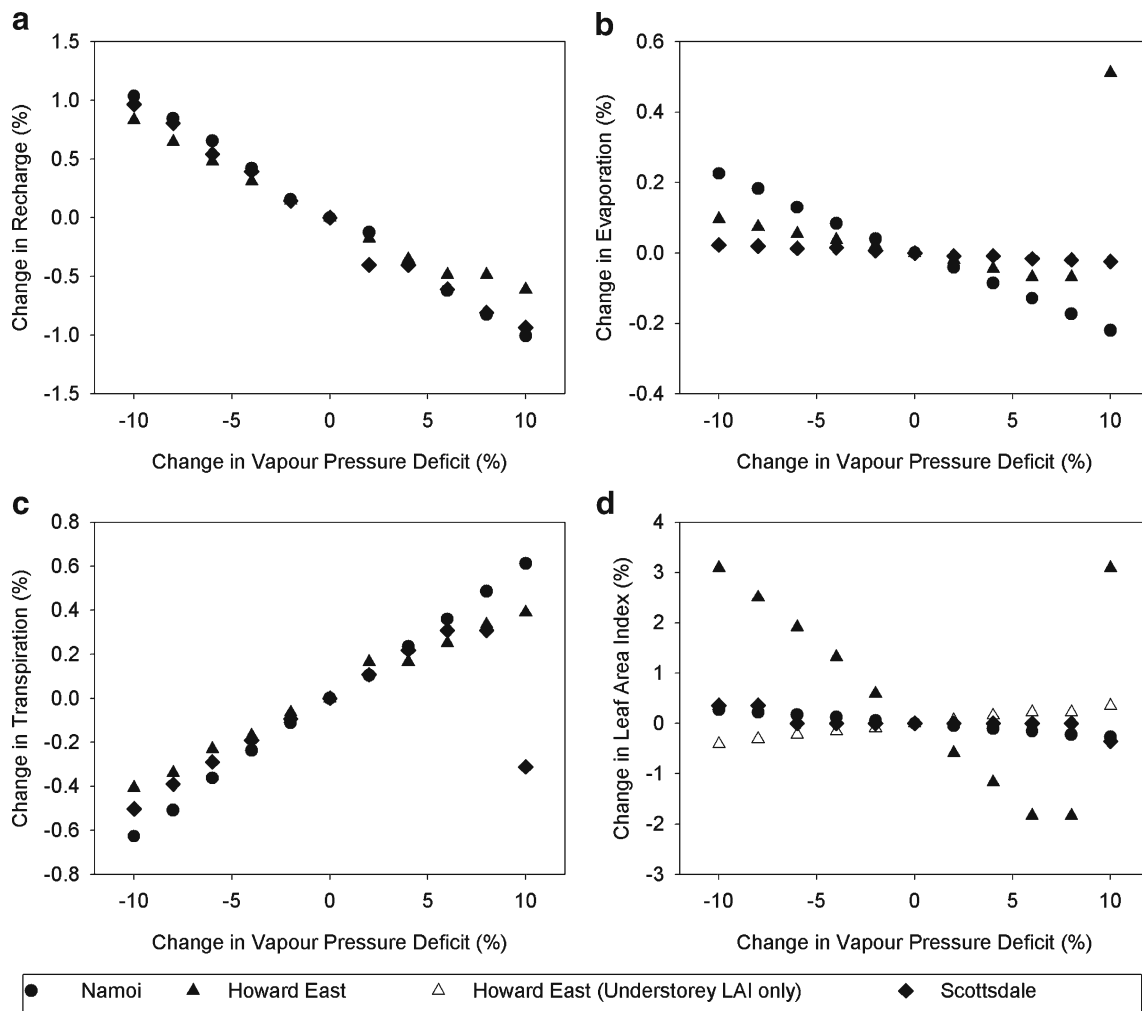 a
1.5
1.0
0.5
0.0
-0.5
-1.0
-1.5
Change in Recharge (%)
-10 -5 0 5 10
Change in Vapour Pressure Deficit (%)
b
0.6
0.4
0.2
0.0
-0.2
-0.4
Change in Evaporation (%)
-10 -5 0 5 10
Change in Vapour Pressure Deficit (%)
c
0.8
0.6
0.4
0.2
0.0
-0.2
-0.4
-0.6
-0.8
Change in Transpiration (%)
-10 -5 0 5 10
Change in Vapour Pressure Deficit (%)
d
4
3
2
1
0
-1
-2
-3
Change in Leaf Area Index (%)
-10 -5 0 5 10
Change in Vapour Pressure Deficit (%)
Namoi Howard East Howard East (Understorey LAI only) Scottsdale